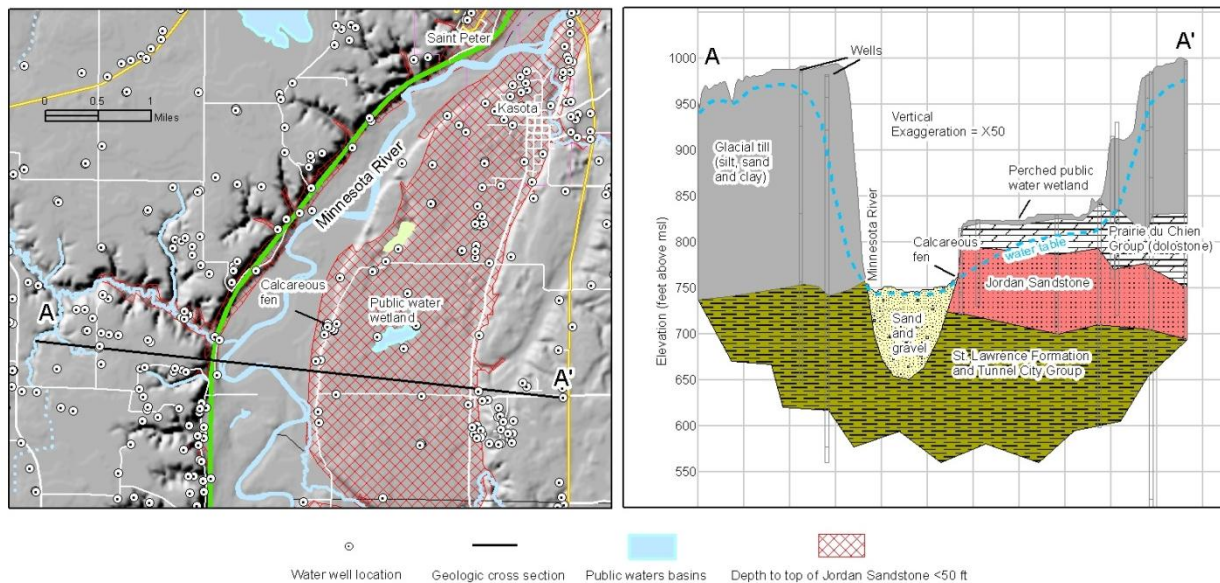 Saint Peter
Kasota
0 0.5 1
Miles
Minnesota River
Calcareous
fen
Public water
wetland
A
A'
A
A'
Wells
Vertical
Exaggeration = X50
Elevation (feet above msl)
1000
950
900
850
800
750
700
650
600
550
Glacial till
(silt, sand
and clay)
Perched public
water wetland
Minnesota River
Calcareous
fen
water table
Prairie du Chien
Group (dolostone)
Jordan Sandstone
Sand
and
gravel
St. Lawrence Formation
and Tunnel City Group
Water well location
Geologic cross section
Public waters basins
Depth to top of Jordan Sandstone <50 ft